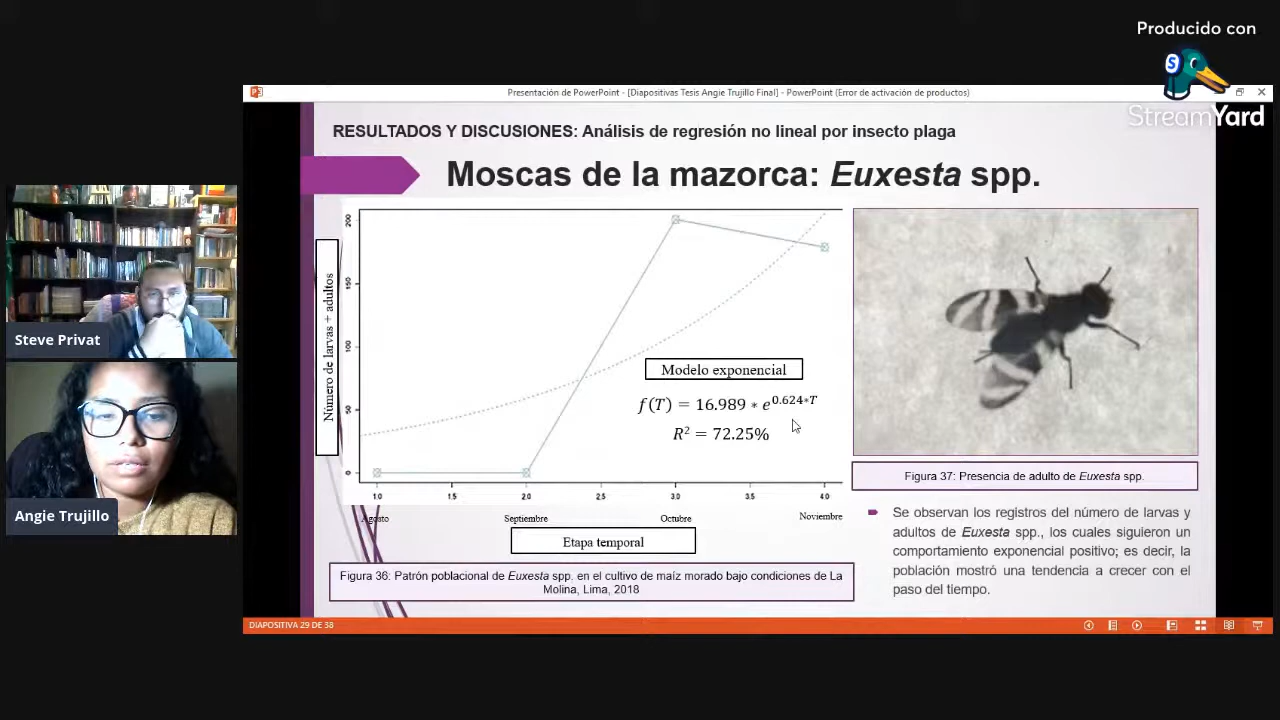 Producido con
StreamYard
Presentación de PowerPoint - [Diapositivas Tesis Angie Trujillo Final] - PowerPoint (Error de activación de productos)
RESULTADOS Y DISCUSIONES: Análisis de regresión no lineal por insecto plaga
Moscas de la mazorca: Euxesta spp.
Número de larvas + adultos
200
150
100
50
0
Modelo exponencial
f(T) = 16.989 * e^0.624*T
R² = 72.25%
1.0 1.5 2.0 2.5 3.0 3.5 4.0
Agosto Septiembre Octubre Noviembre
Etapa temporal
Figura 36: Patrón poblacional de Euxesta spp. en el cultivo de maíz morado bajo condiciones de La
Molina, Lima, 2018
Figura 37: Presencia de adulto de Euxesta spp.
Se observan los registros del número de larvas y
adultos de Euxesta spp., los cuales siguieron un
comportamiento exponencial positivo; es decir, la
población mostró una tendencia a crecer con el
paso del tiempo.
Steve Privat
Angie Trujillo
DIAPOSITIVA 29 DE 38